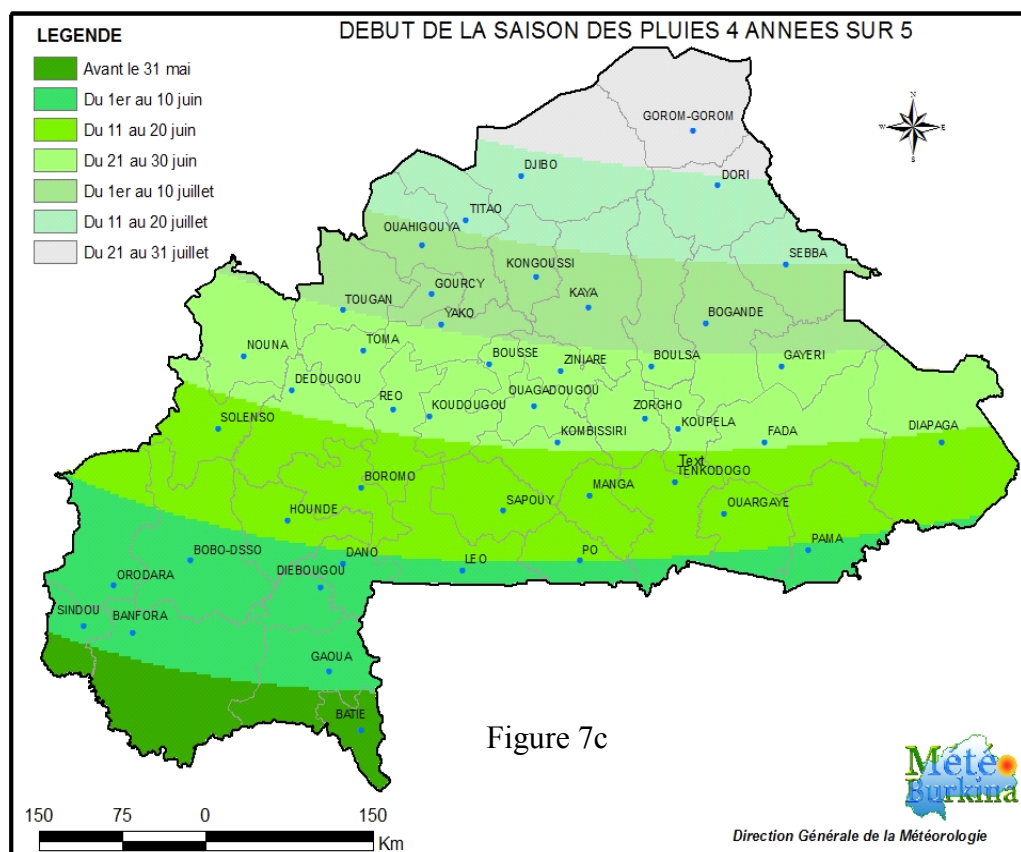 DEBUT DE LA SAISON DES PLUIES 4 ANNEES SUR 5
LEGENDE
Avant le 31 mai
Du 1er au 10 juin
Du 11 au 20 juin
Du 21 au 30 juin
Du 1er au 10 juillet
Du 11 au 20 juillet
Du 21 au 31 juillet
N
W E
S
GOROM-GOROM
DJIBO
DORI
TITAO
OUAHIGOUYA
SEBBA
KONGOUSSI
GOURCY
KAYA
TOUGAN
YAKO
BOGANDE
NOUNA
TOMA
BOUSSE
ZINIARE
BOULSA
GAYERI
DEDOUGOU
REO
KOUDOUGOU
OUAGADOUGOU
ZORGHO
KOUPELA
SOLENSO
KOMBISSIRI
FADA
DIAPAGA
Text
BOROMO
MANGA
TENKODOGO
HOUNDE
SAPOUY
OUARGAYE
BOBO-DSSO
DANO
LEO
PO
PAMA
ORODARA
DIEBOUGOU
SINDOU
BANFORA
GAOUA
BATIE
Figure 7c
Météo
Burkina
150 75 0 150
Km
Direction Générale de la Météorologie